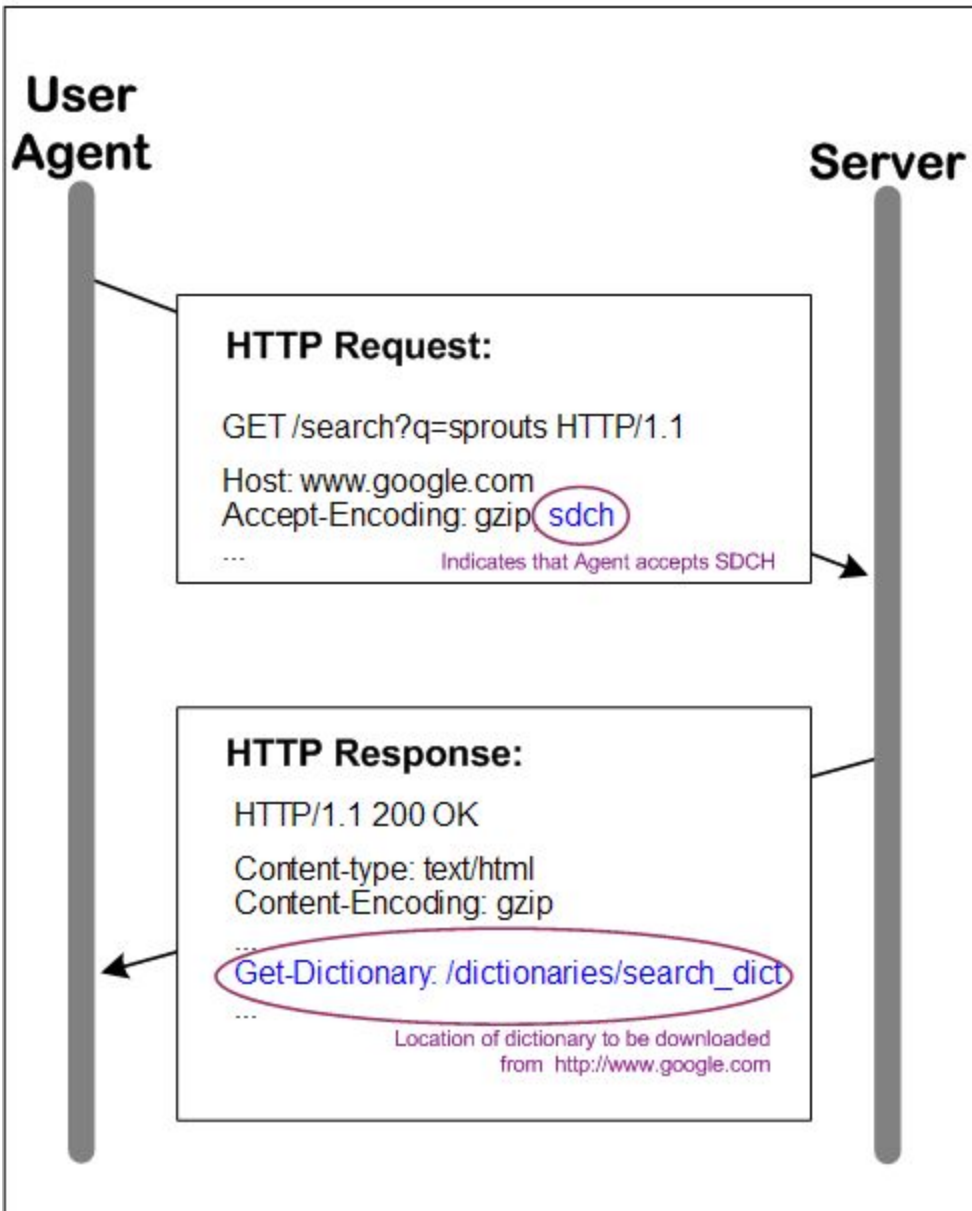 User
Agent
Server
HTTP Request:
GET /search?q=sprouts HTTP/1.1
Host: www.google.com
Accept-Encoding: gzip, sdch
...
Indicates that Agent accepts SDCH
HTTP Response:
HTTP/1.1 200 OK
Content-type: text/html
Content-Encoding: gzip
...
Get-Dictionary: /dictionaries/search_dict
...
Location of dictionary to be downloaded
from http://www.google.com